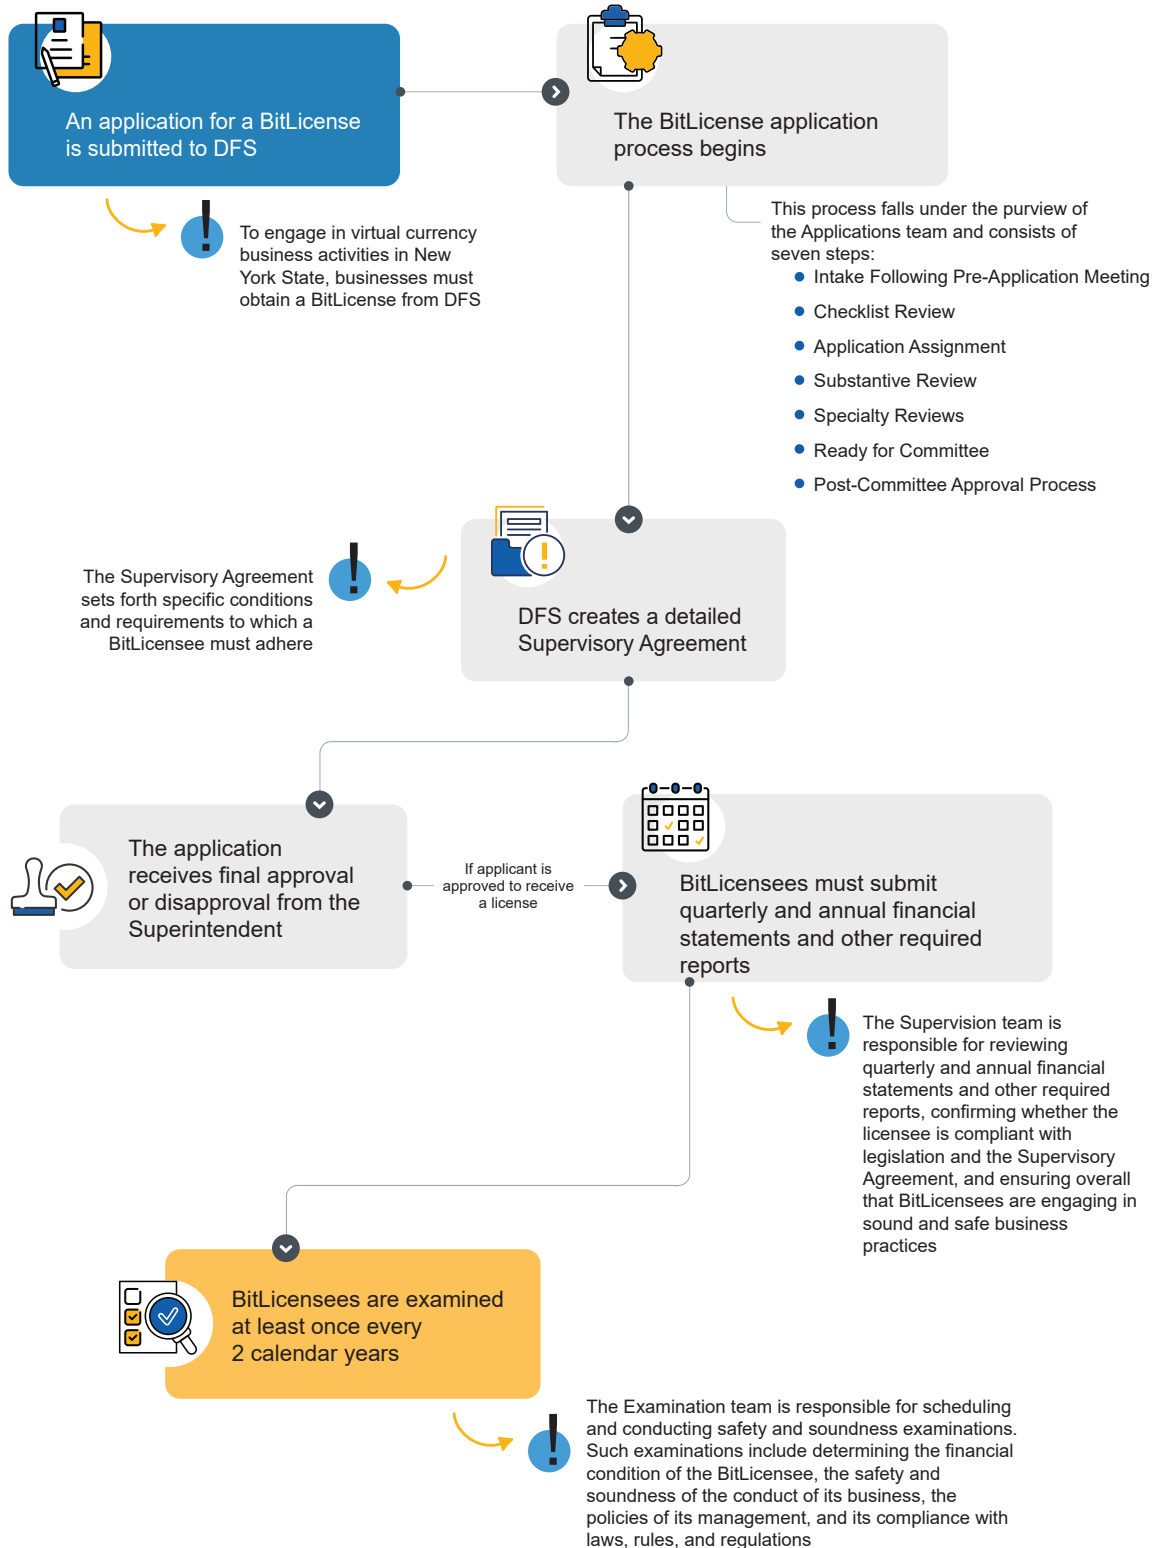 An application for a BitLicense
is submitted to DFS
The BitLicense application
process begins
To engage in virtual currency
business activities in New
York State, businesses must
obtain a BitLicense from DFS
This process falls under the purview of
the Applications team and consists of
seven steps:
Intake Following Pre-Application Meeting
Checklist Review
Application Assignment
Substantive Review
Specialty Reviews
Ready for Committee
Post-Committee Approval Process
The Supervisory Agreement
sets forth specific conditions
and requirements to which a
BitLicensee must adhere
DFS creates a detailed
Supervisory Agreement
The application
receives final approval
or disapproval from the
Superintendent
If applicant is
approved to receive
a license
BitLicensees must submit
quarterly and annual financial
statements and other required
reports
The Supervision team is
responsible for reviewing
quarterly and annual financial
statements and other required
reports, confirming whether the
licensee is compliant with
legislation and the Supervisory
Agreement, and ensuring overall
that BitLicensees are engaging in
sound and safe business
practices
BitLicensees are examined
at least once every
2 calendar years
The Examination team is responsible for scheduling
and conducting safety and soundness examinations.
Such examinations include determining the financial
condition of the BitLicensee, the safety and
soundness of the conduct of its business, the
policies of its management, and its compliance with
laws, rules, and regulations